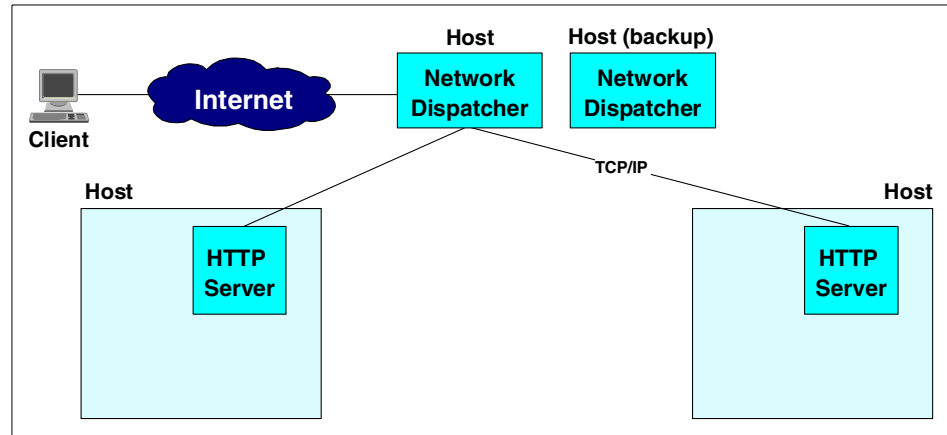 Host
Host (backup)
Network
Dispatcher
Network
Dispatcher
Internet
Client
TCP/IP
Host
Host
HTTP
Server
HTTP
Server